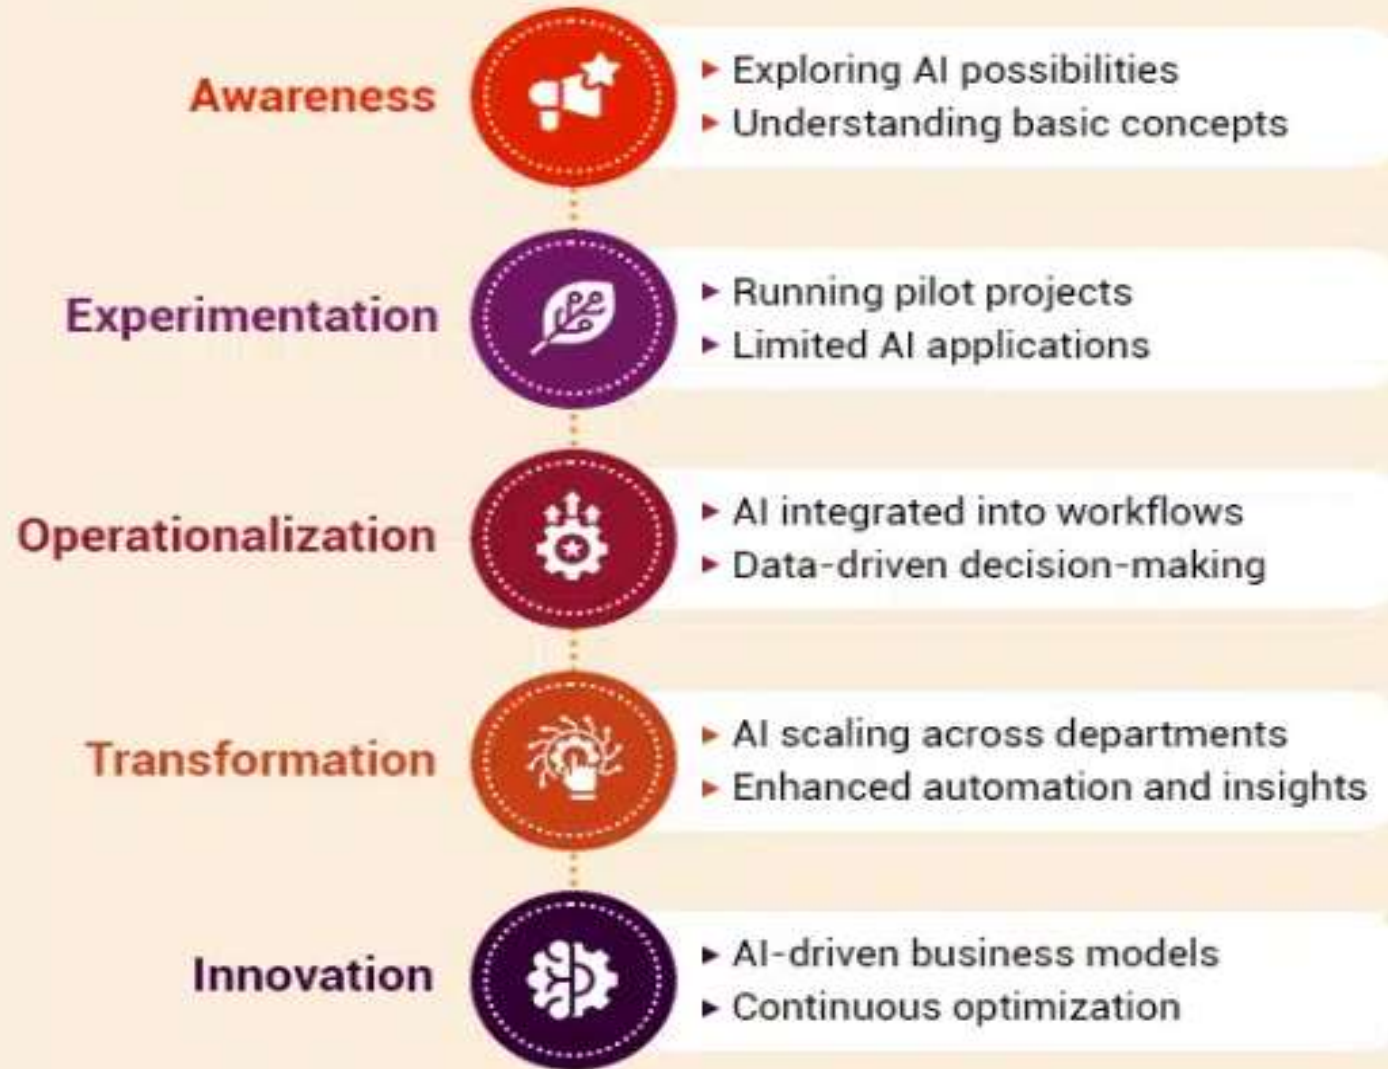 Awareness
▸ Exploring AI possibilities
▸ Understanding basic concepts
Experimentation
▸ Running pilot projects
▸ Limited AI applications
Operationalization
▸ AI integrated into workflows
▸ Data-driven decision-making
Transformation
▸ AI scaling across departments
▸ Enhanced automation and insights
Innovation
▸ AI-driven business models
▸ Continuous optimization